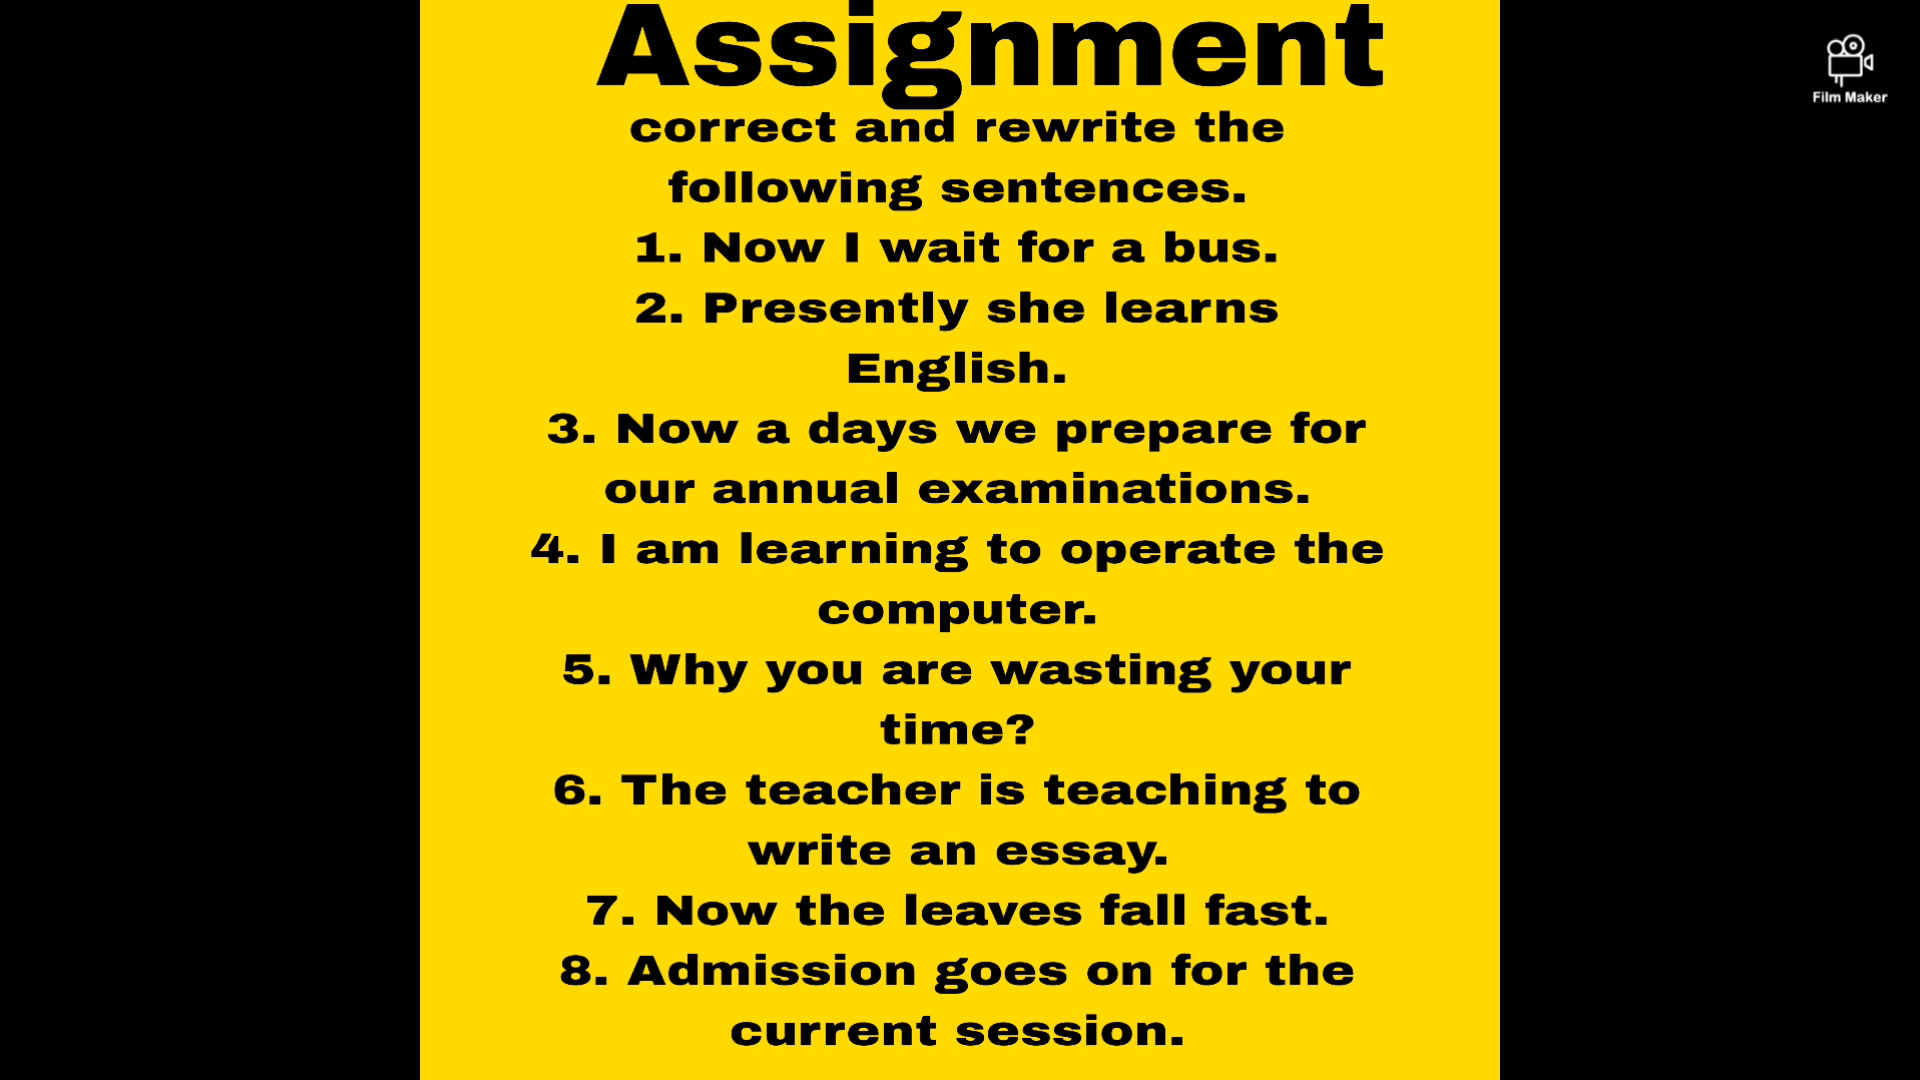 Assignment
Film Maker
correct and rewrite the
following sentences.
1. Now I wait for a bus.
2. Presently she learns
English.
3. Now a days we prepare for
our annual examinations.
4. I am learning to operate the
computer.
5. Why you are wasting your
time?
6. The teacher is teaching to
write an essay.
7. Now the leaves fall fast.
8. Admission goes on for the
current session.